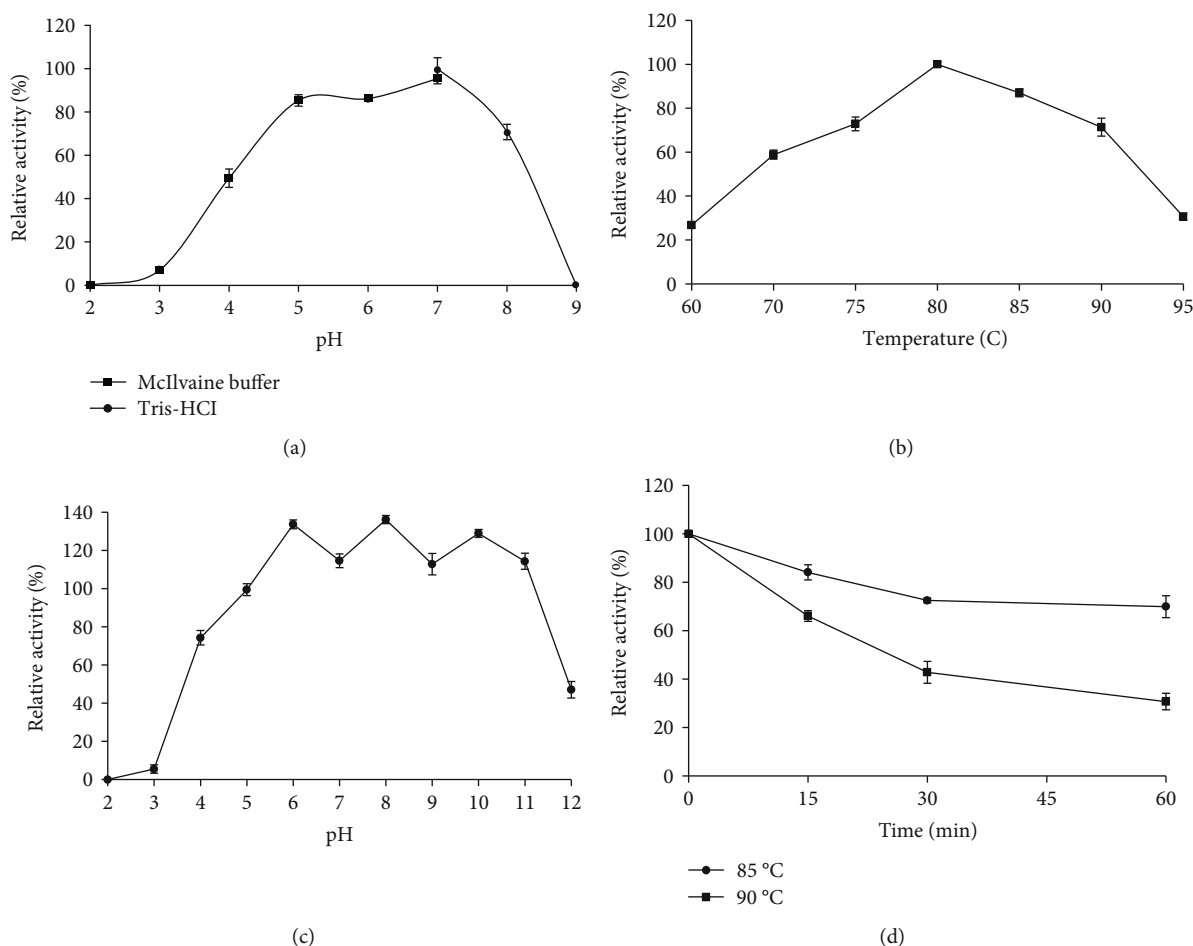 120
100
80
60
40
20
0
Relative activity (%)
2 3 4 5 6 7 8 9
pH
McIlvaine buffer
Tris-HCI
(a)
120
100
80
60
40
20
0
Relative activity (%)
60 70 75 80 85 90 95
Temperature (C)
(b)
140
120
100
80
60
40
20
0
Relative activity (%)
2 3 4 5 6 7 8 9 10 11 12
pH
(c)
120
100
80
60
40
20
0
Relative activity (%)
0 15 30 45 60
Time (min)
85 °C
90 °C
(d)